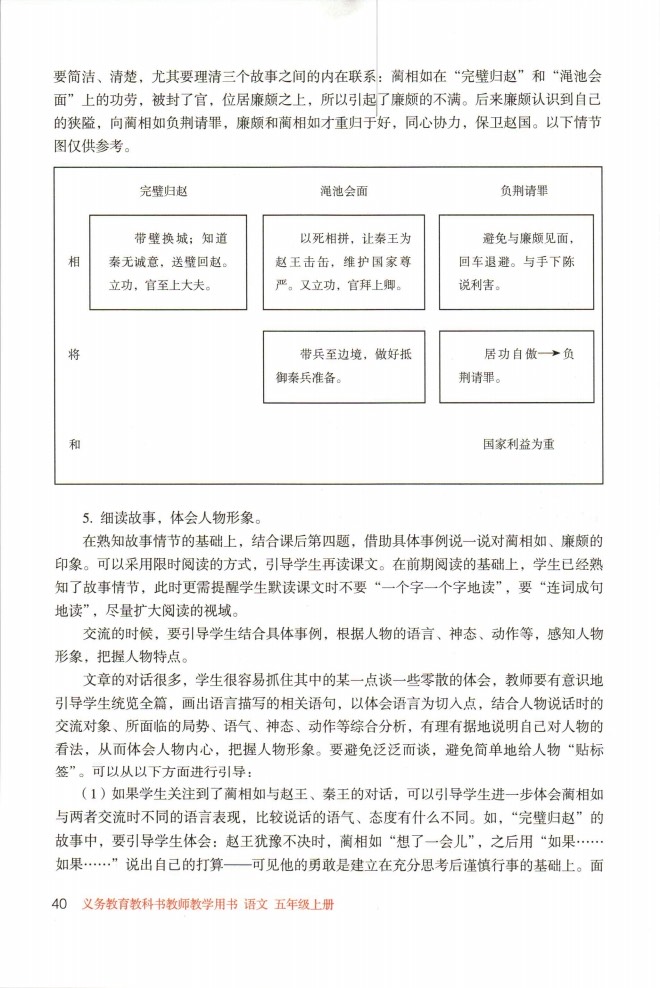 要简洁、清楚，尤其要理清三个故事之间的内在联系：蔺相如在“完璧归赵”和“渑池会
面”上的功劳，被封了官，位居廉颇之上，所以引起了廉颇的不满。后来廉颇认识到自己
的狭隘，向蔺相如负荆请罪，廉颇和蔺相如才重归于好，同心协力，保卫赵国。以下情节
图仅供参考。
完璧归赵
渑池会面
负荆请罪
相
带璧换城；知道
秦无诚意，送璧回赵。
立功，官至上大夫。
以死相拼，让秦王为
赵王击缶，维护国家尊
严。又立功，官拜上卿。
避免与廉颇见面，
回车退避。与手下陈
说利害。
将
带兵至边境，做好抵
御秦兵准备。
居功自傲→负
荆请罪。
和
国家利益为重
5. 细读故事，体会人物形象。
在熟知故事情节的基础上，结合课后第四题，借助具体事例说一说对蔺相如、廉颇的
印象。可以采用限时阅读的方式，引导学生再读课文。在前期阅读的基础上，学生已经熟
知了故事情节，此时更需提醒学生默读课文时不要“一个字一个字地读”，要“连词成句
地读”，尽量扩大阅读的视域。
交流的时候，要引导学生结合具体事例，根据人物的语言、神态、动作等，感知人物
形象，把握人物特点。
文章的对话很多，学生很容易抓住其中的某一点谈一些零散的体会，教师要有意识地
引导学生统览全篇，画出语言描写的相关语句，以体会语言为切入点，结合人物说话时的
交流对象、所面临的局势、语气、神态、动作等综合分析，有理有据地说明自己对人物的
看法，从而体会人物内心，把握人物形象。要避免泛泛而谈，避免简单地给人物“贴标
签”。可以从以下方面进行引导：
（1）如果学生关注到了蔺相如与赵王、秦王的对话，可以引导学生进一步体会蔺相如
与两者交流时不同的语言表现，比较说话的语气、态度有什么不同。如，“完璧归赵”的
故事中，要引导学生体会：赵王犹豫不决时，蔺相如“想了一会儿”，之后用“如果……
如果……”说出自己的打算——可见他的勇敢是建立在充分思考后谨慎行事的基础上。面
40 义务教育教科书教师教学用书 语文 五年级上册